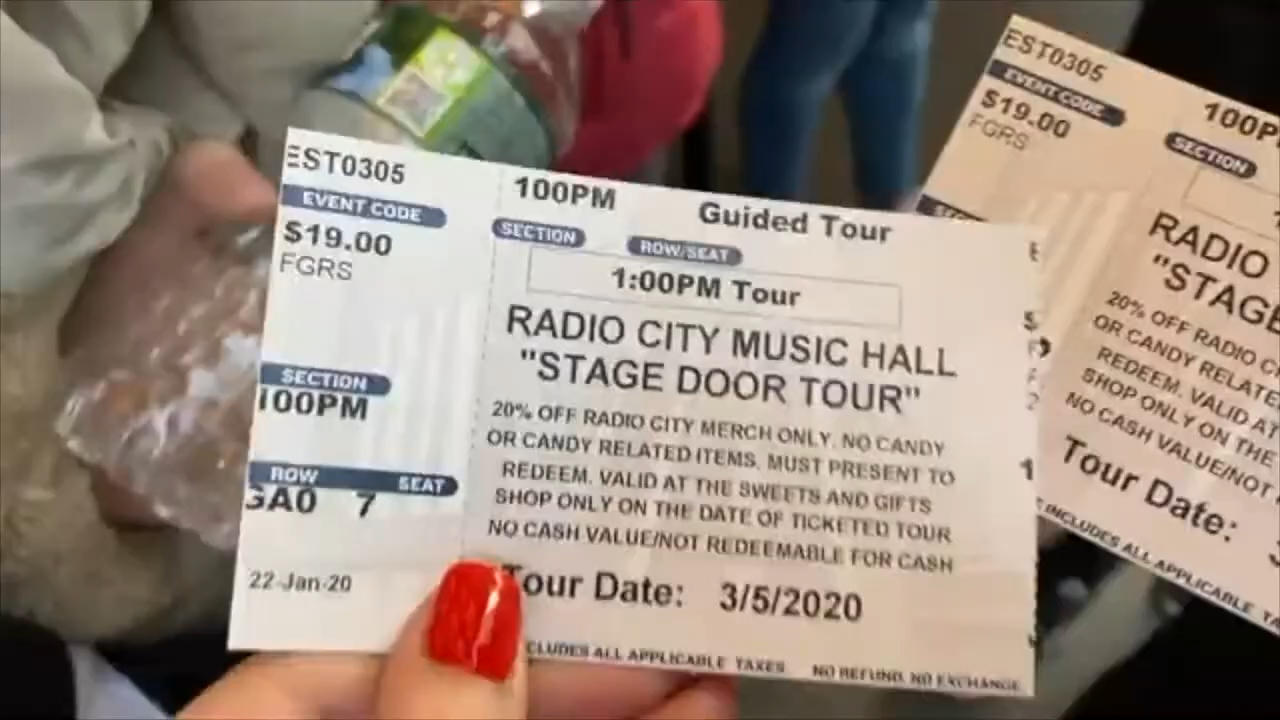 EST0305
EVENT CODE
$19.00
FGRS
SECTION
100PM
ROW SEAT
GA0 7
22-Jan-20
100PM Guided Tour
SECTION ROW/SEAT
1:00PM Tour
RADIO CITY MUSIC HALL
"STAGE DOOR TOUR"
20% OFF RADIO CITY MERCH ONLY. NO CANDY
OR CANDY RELATED ITEMS. MUST PRESENT TO
REDEEM. VALID AT THE SWEETS AND GIFTS
SHOP ONLY ON THE DATE OF TICKETED TOUR
NO CASH VALUE/NOT REDEEMABLE FOR CASH
Tour Date: 3/5/2020
CLUDES ALL APPLICABLE TAXES NO REFUND. NO EXCHANGE
EST0305
EVENT CODE
$19.00
FGRS
100P
SECTION
RADIO
"STAG
20% OFF RADIO C
OR CANDY RELATE
REDEEM. VALID AT
SHOP ONLY ON THE
NO CASH VALUE/NOT
Tour Date:
INCLUDES ALL APPLICABLE TA